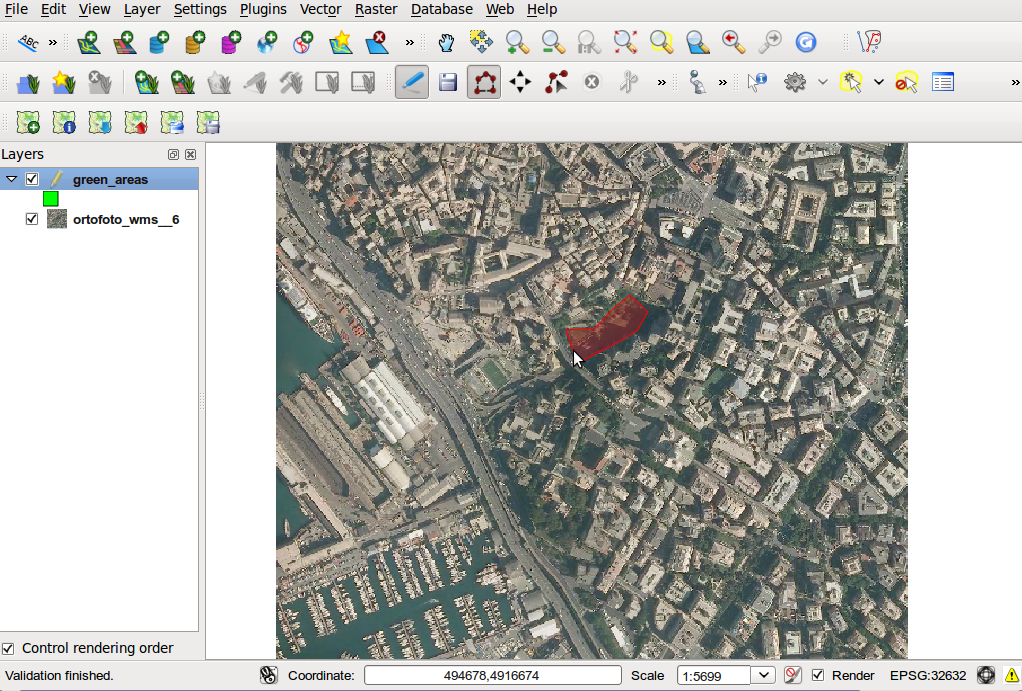 File Edit View Layer Settings Plugins Vector Raster Database Web Help
ABC » »
» » »
Layers
green_areas
ortofoto_wms__6
Control rendering order
Validation finished. Coordinate: 494678,4916674 Scale 1:5699 Render EPSG:32632